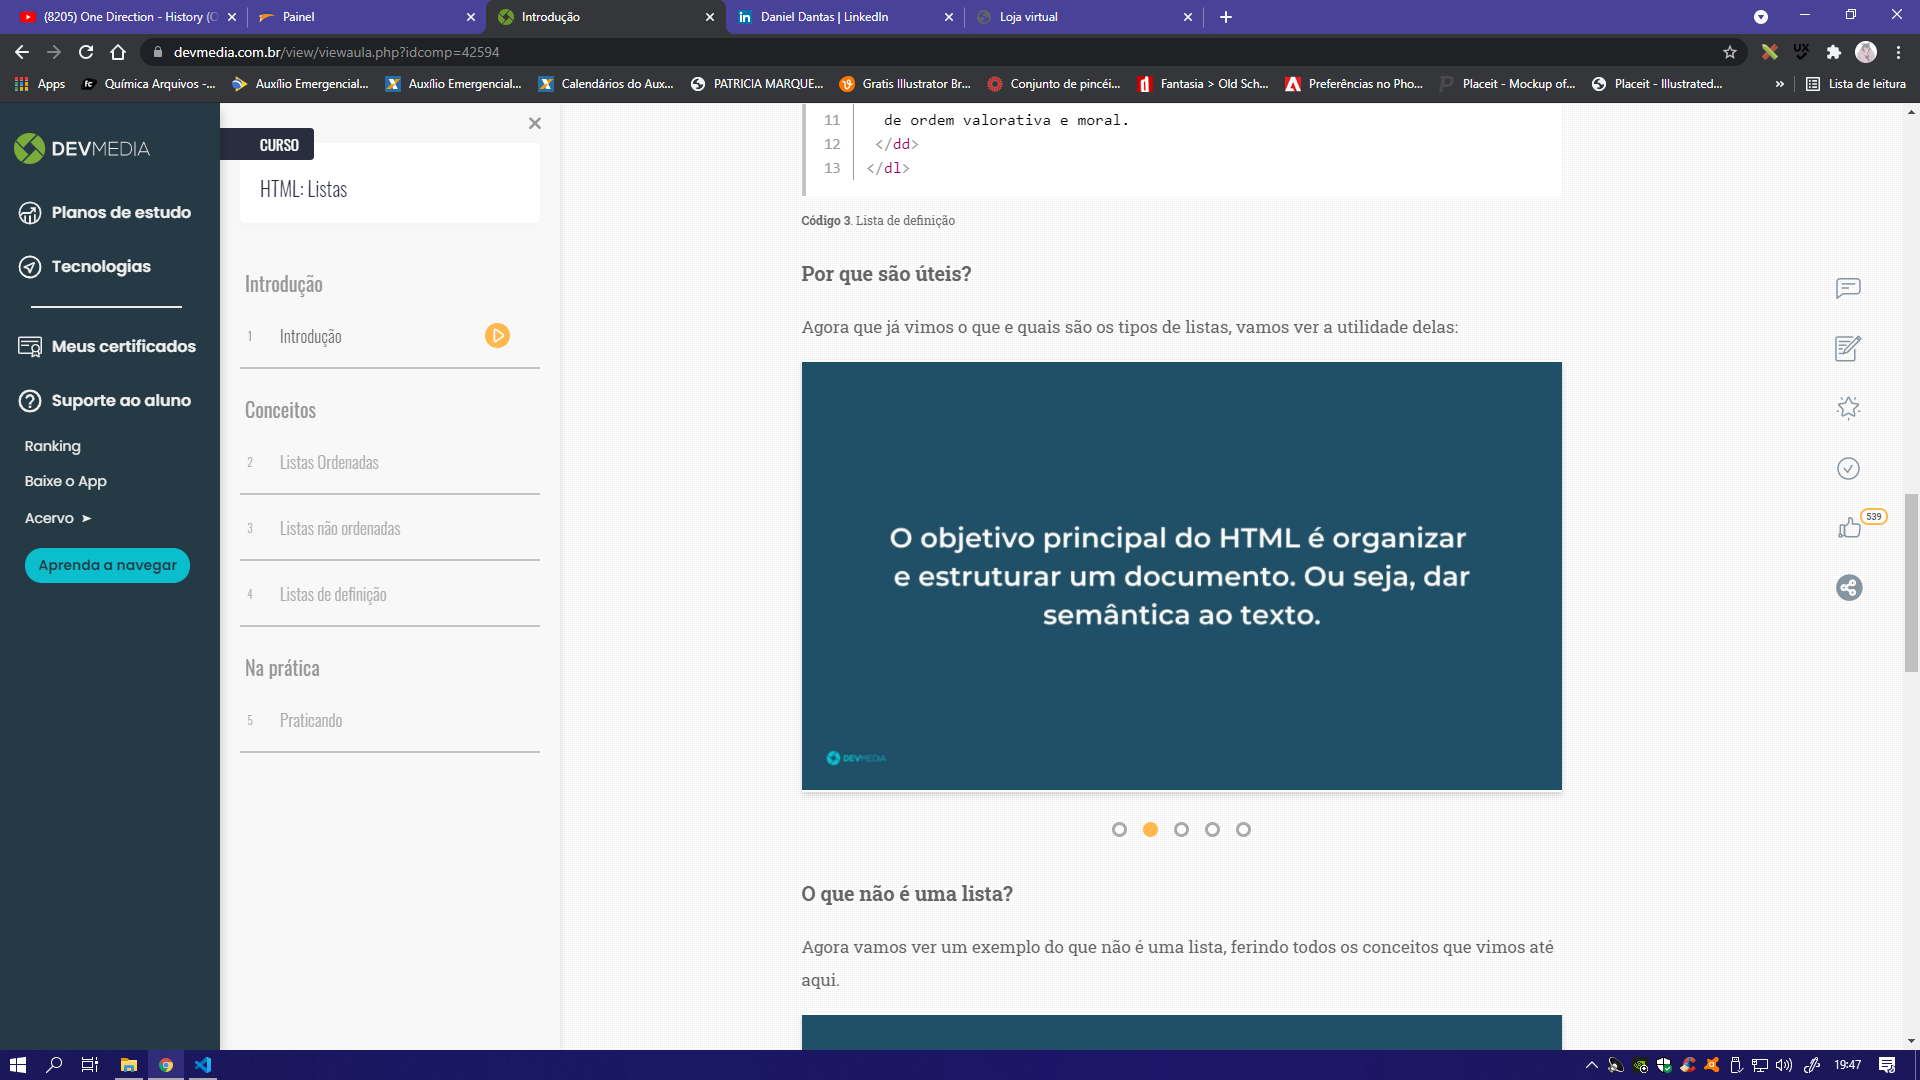 (8205) One Direction - History (O
Painel
Introdução
Daniel Dantas | LinkedIn
Loja virtual
devmedia.com.br/view/viewaula.php?idcomp=42594
Apps
Química Arquivos -...
Auxílio Emergencial...
Auxílio Emergencial...
Calendários do Aux...
PATRICIA MARQUE...
Gratis Illustrator Br...
Conjunto de pincéi...
Fantasia > Old Sch...
Preferências no Pho...
Placeit - Mockup of...
Placeit - Illustrated...
»
Lista de leitura
DEVMEDIA
Planos de estudo
Tecnologias
Meus certificados
Suporte ao aluno
Ranking
Baixe o App
Acervo ➤
Aprenda a navegar
CURSO
HTML: Listas
Introdução
1 Introdução
Conceitos
2 Listas Ordenadas
3 Listas não ordenadas
4 Listas de definição
Na prática
5 Praticando
11 de ordem valorativa e moral.
12 </dd>
13 </dl>
Código 3. Lista de definição
Por que são úteis?
Agora que já vimos o que e quais são os tipos de listas, vamos ver a utilidade delas:
O objetivo principal do HTML é organizar
e estruturar um documento. Ou seja, dar
semântica ao texto.
DEVMEDIA
O que não é uma lista?
Agora vamos ver um exemplo do que não é uma lista, ferindo todos os conceitos que vimos até
aqui.
539
19:47